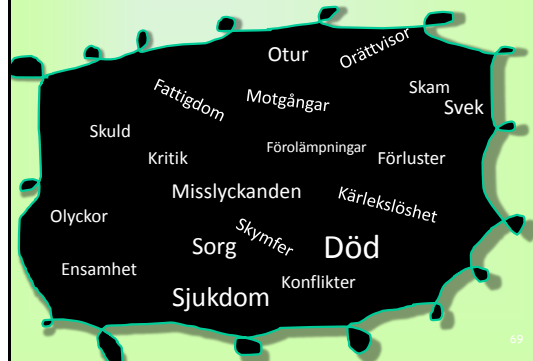 Otur
Orättvisor
Fattigdom
Motgångar
Skam
Svek
Skuld
Kritik
Förolämpningar
Förluster
Misslyckanden
Kärlekslöshet
Olyckor
Skymfer
Sorg
Död
Ensamhet
Konflikter
Sjukdom
69